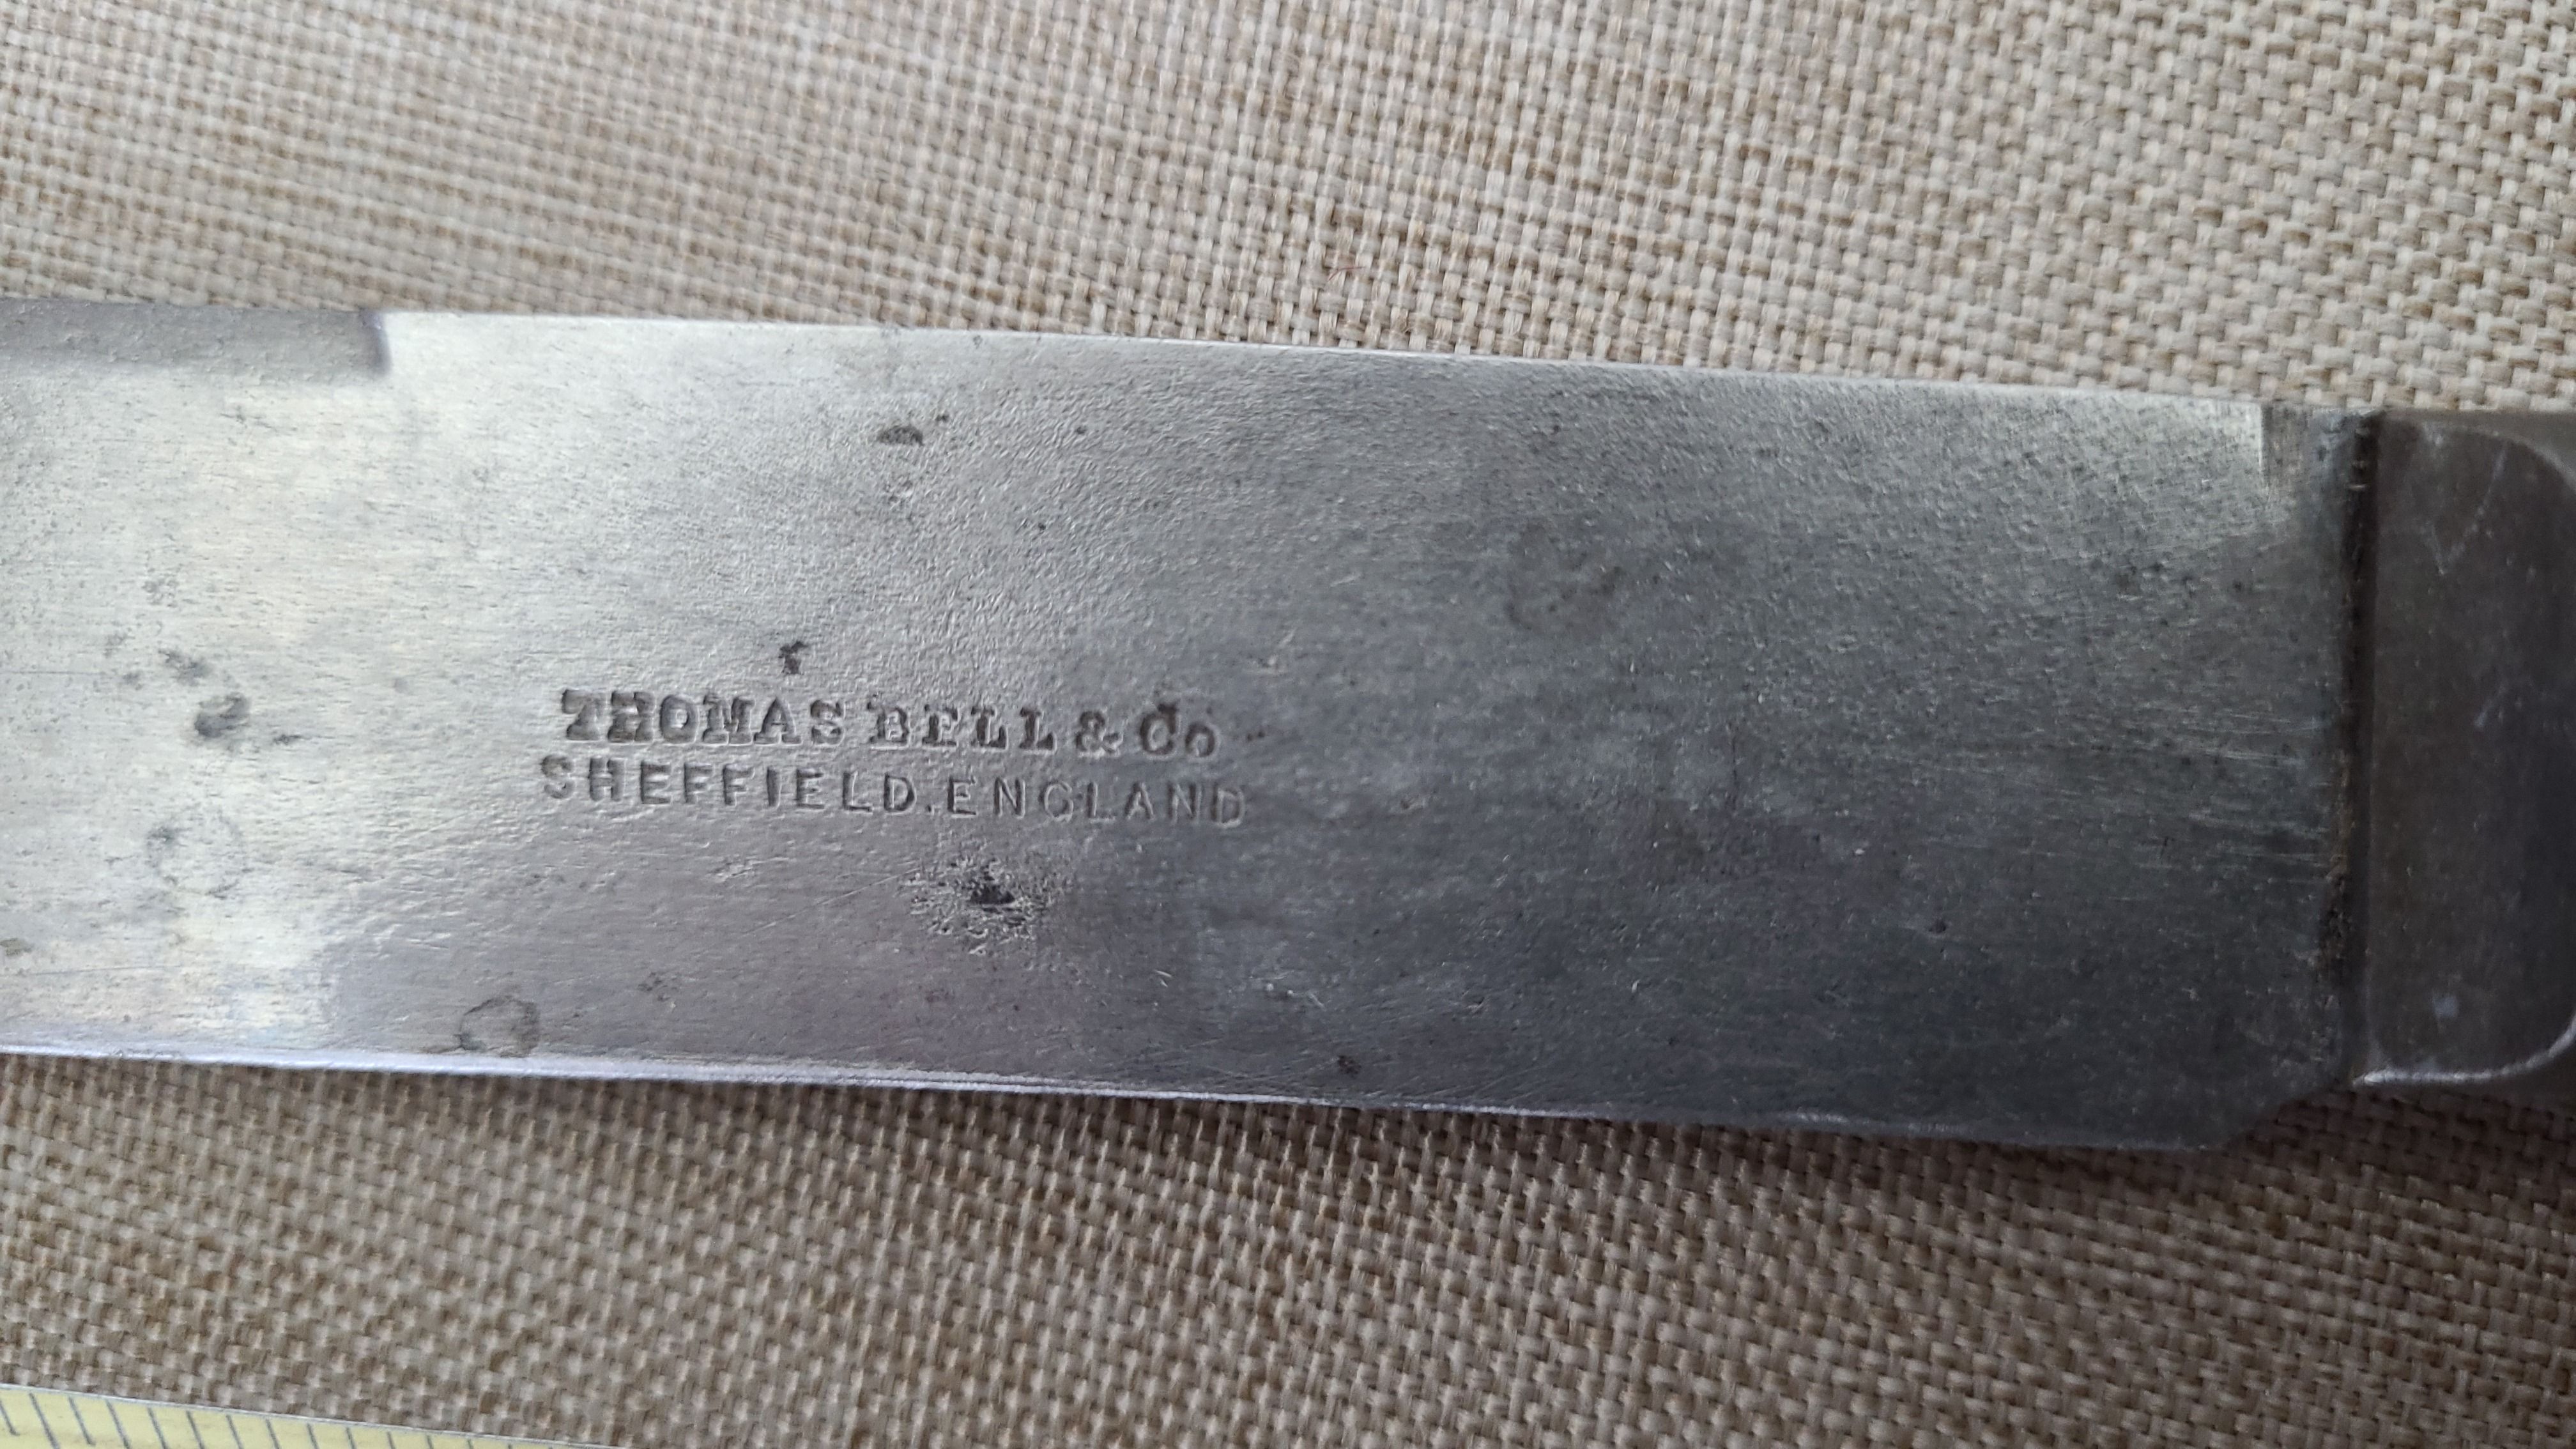 THOMAS BELL & Co
SHEFFIELD. ENGLAND